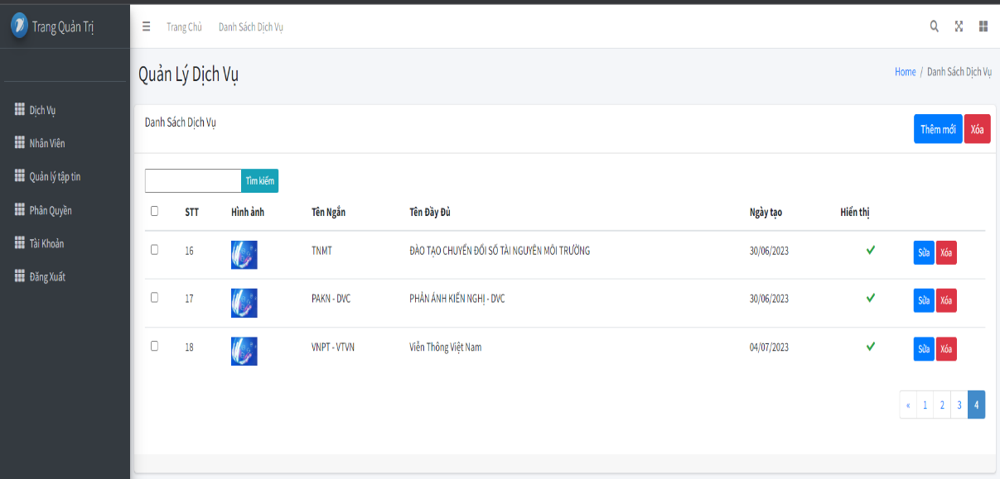 Trang Quản Trị
Trang Chủ Danh Sách Dịch Vụ
Quản Lý Dịch Vụ
Home / Danh Sách Dịch Vụ
Dịch Vụ
Nhân Viên
Quản lý tập tin
Phân Quyền
Tài Khoản
Đăng Xuất
Danh Sách Dịch Vụ
Thêm mới Xóa
Tìm kiếm
STT Hình ảnh Tên Ngắn Tên Đầy Đủ Ngày tạo Hiển thị
16 TNMT ĐÀO TẠO CHUYỂN ĐỔI SỐ TÀI NGUYÊN MÔI TRƯỜNG 30/06/2023 Sửa Xóa
17 PAKN - DVC PHẢN ÁNH KIẾN NGHỊ - DVC 30/06/2023 Sửa Xóa
18 VNPT - VTVN Viễn Thông Việt Nam 04/07/2023 Sửa Xóa
« 1 2 3 4